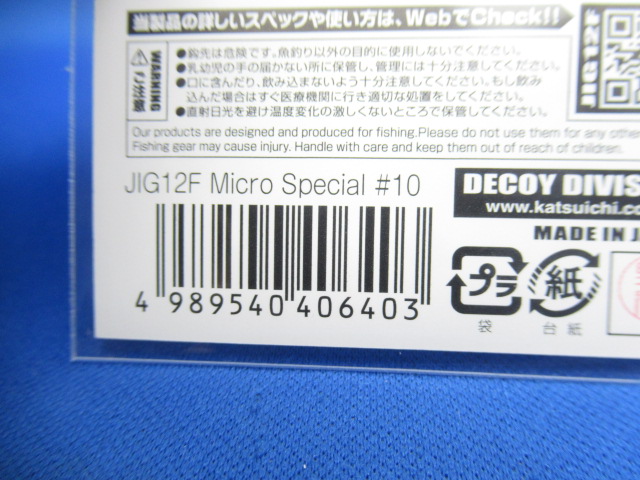 当製品の詳しいスペックや使い方は、WebでCheck!!
JIG12F
WARNING
●鈎先は危険です。魚釣り以外の目的に使用しないでください。
●乳幼児の手の届かない所に保管し、管理には十分注意してください。
●口に含んだり、飲み込まないよう十分注意してください。もし飲み
込んだ場合はすぐ医療機関に行き適切な処置をしてください。
●直射日光を避け温度変化の激しくないところで保管してください。
Our products are designed and produced for fishing.Please do not use them for any othe
Fishing gear may cause injury. Handle with care and keep them out of reach of children.
JIG12F Micro Special #10
DECOY DIVIS
www.katsuichi.co
MADE IN J
4 989540 406403
プラ
袋
紙
台紙